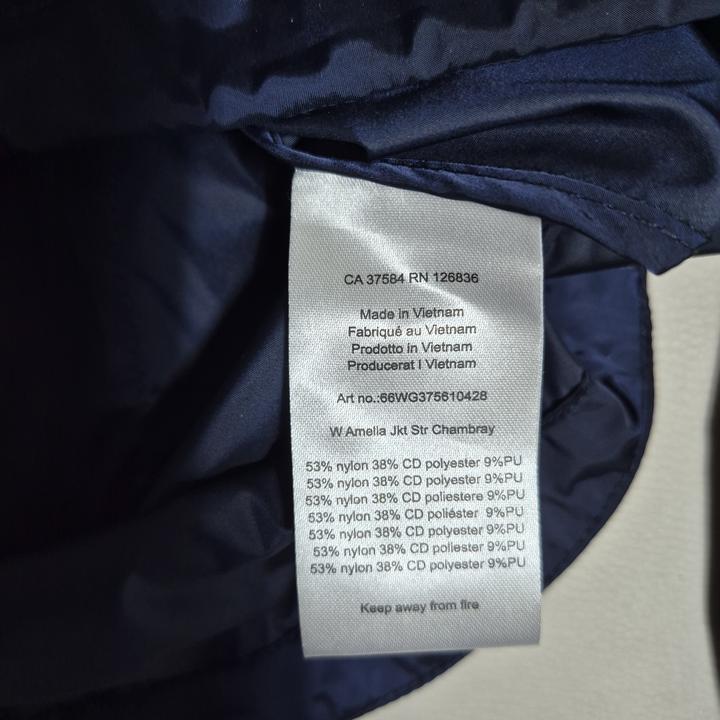 CA 37584 RN 126836
Made in Vietnam
Fabriqué au Vietnam
Prodotto in Vietnam
Producerat I Vietnam
Art no.:66WG375610428
W Amelia Jkt Str Chambray
53% nylon 38% CD polyester 9%PU
53% nylon 38% CD polyester 9%PU
53% nylon 38% CD poliestere 9%PU
53% nylon 38% CD poliéster 9%PU
53% nylon 38% CD polyester 9%PU
53% nylon 38% CD poliester 9%PU
53% nylon 38% CD polyester 9%PU
Keep away from fire